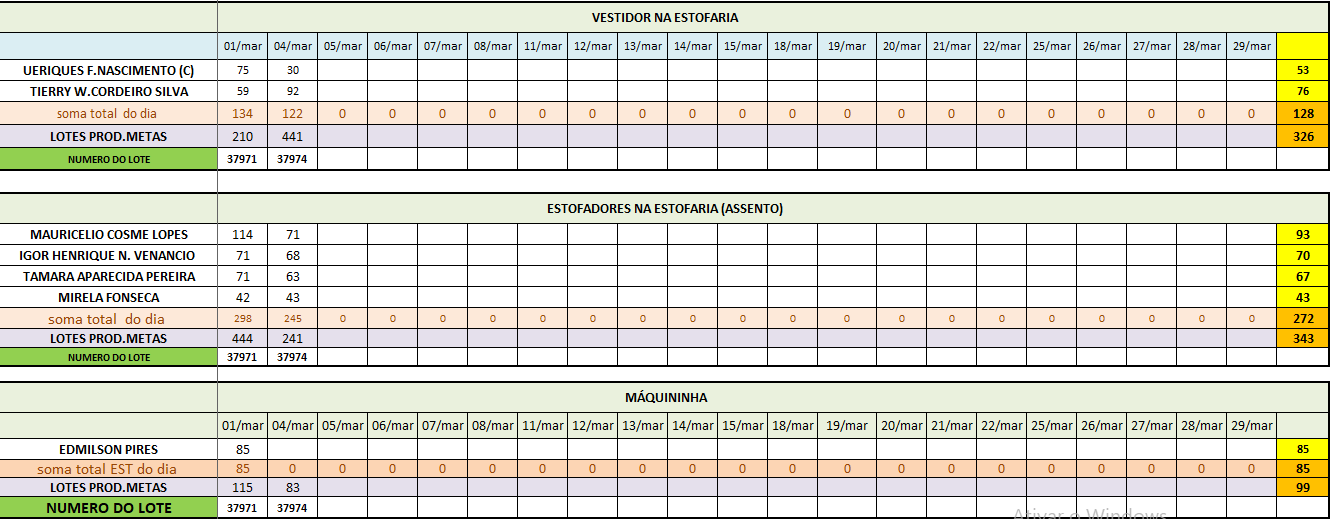 VESTIDOR NA ESTOFARIA
01/mar 04/mar 05/mar 06/mar 07/mar 08/mar 11/mar 12/mar 13/mar 14/mar 15/mar 18/mar 19/mar 20/mar 21/mar 22/mar 25/mar 26/mar 27/mar 28/mar 29/mar
UERIQUES F.NASCIMENTO (C) 75 30 53
TIERRY W.CORDEIRO SILVA 59 92 76
soma total do dia 134 122 0 0 0 0 0 0 0 0 0 0 0 0 0 0 0 0 0 0 0 128
LOTES PROD.METAS 210 441 326
NUMERO DO LOTE 37971 37974
ESTOFADORES NA ESTOFARIA (ASSENTO)
MAURICELIO COSME LOPES 114 71 93
IGOR HENRIQUE N. VENANCIO 71 68 70
TAMARA APARECIDA PEREIRA 71 63 67
MIRELA FONSECA 42 43 43
soma total do dia 298 245 0 0 0 0 0 0 0 0 0 0 0 0 0 0 0 0 0 0 0 272
LOTES PROD.METAS 444 241 343
NUMERO DO LOTE 37971 37974
MÁQUININHA
01/mar 04/mar 05/mar 06/mar 07/mar 08/mar 11/mar 12/mar 13/mar 14/mar 15/mar 18/mar 19/mar 20/mar 21/mar 22/mar 25/mar 26/mar 27/mar 28/mar 29/mar
EDMILSON PIRES 85 85
soma total EST do dia 85 0 0 0 0 0 0 0 0 0 0 0 0 0 0 0 0 0 0 0 0 85
LOTES PROD.METAS 115 83 99
NUMERO DO LOTE 37971 37974
Ativar o Windows